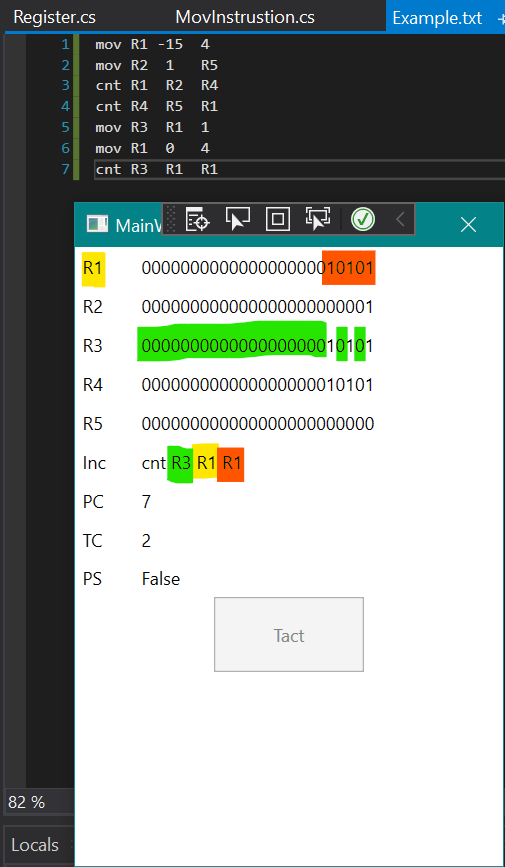 Register.cs MovInstrustion.cs Example.txt
1 mov R1 -15 4
2 mov R2 1 R5
3 cnt R1 R2 R4
4 cnt R4 R5 R1
5 mov R3 R1 1
6 mov R1 0 4
7 cnt R3 R1 R1
MainW
R1 000000000000000000010101
R2 000000000000000000000001
R3 000000000000000000010101
R4 000000000000000000010101
R5 000000000000000000000000
Inc cnt R3 R1 R1
PC 7
TC 2
PS False
Tact
82 %
Locals